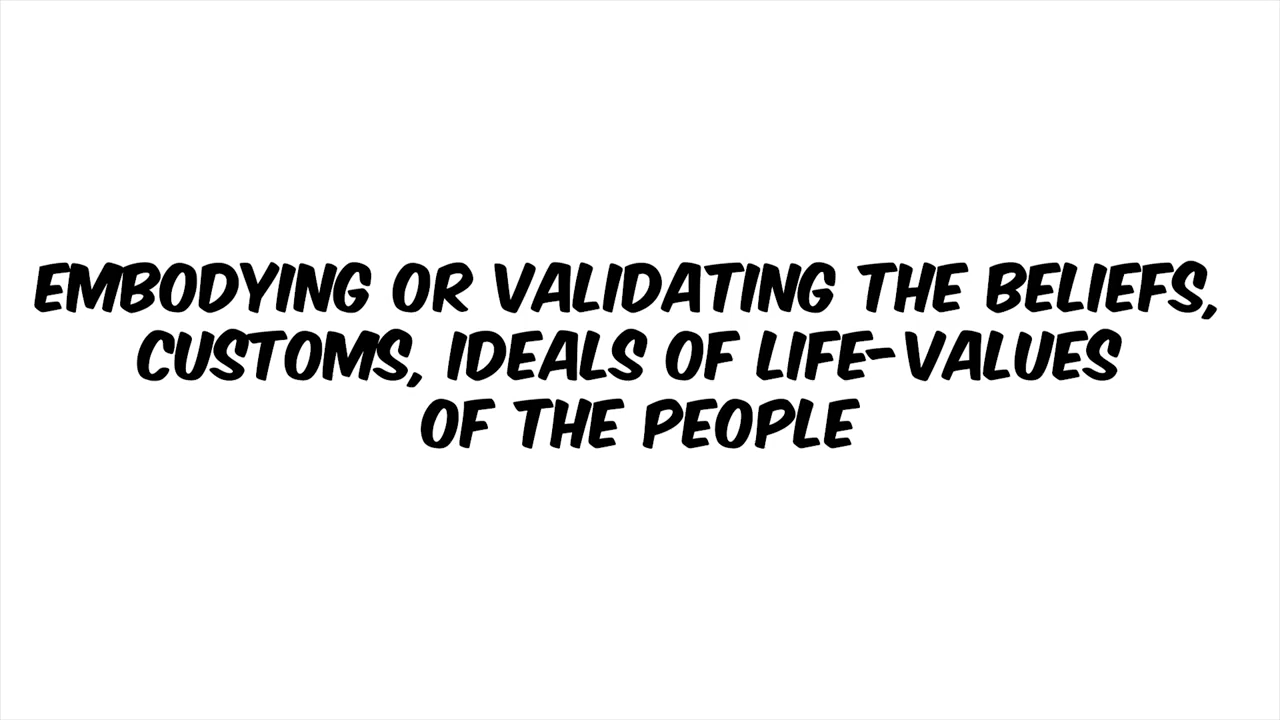 EMBODYING OR VALIDATING THE BELIEFS,
CUSTOMS, IDEALS OF LIFE-VALUES
OF THE PEOPLE